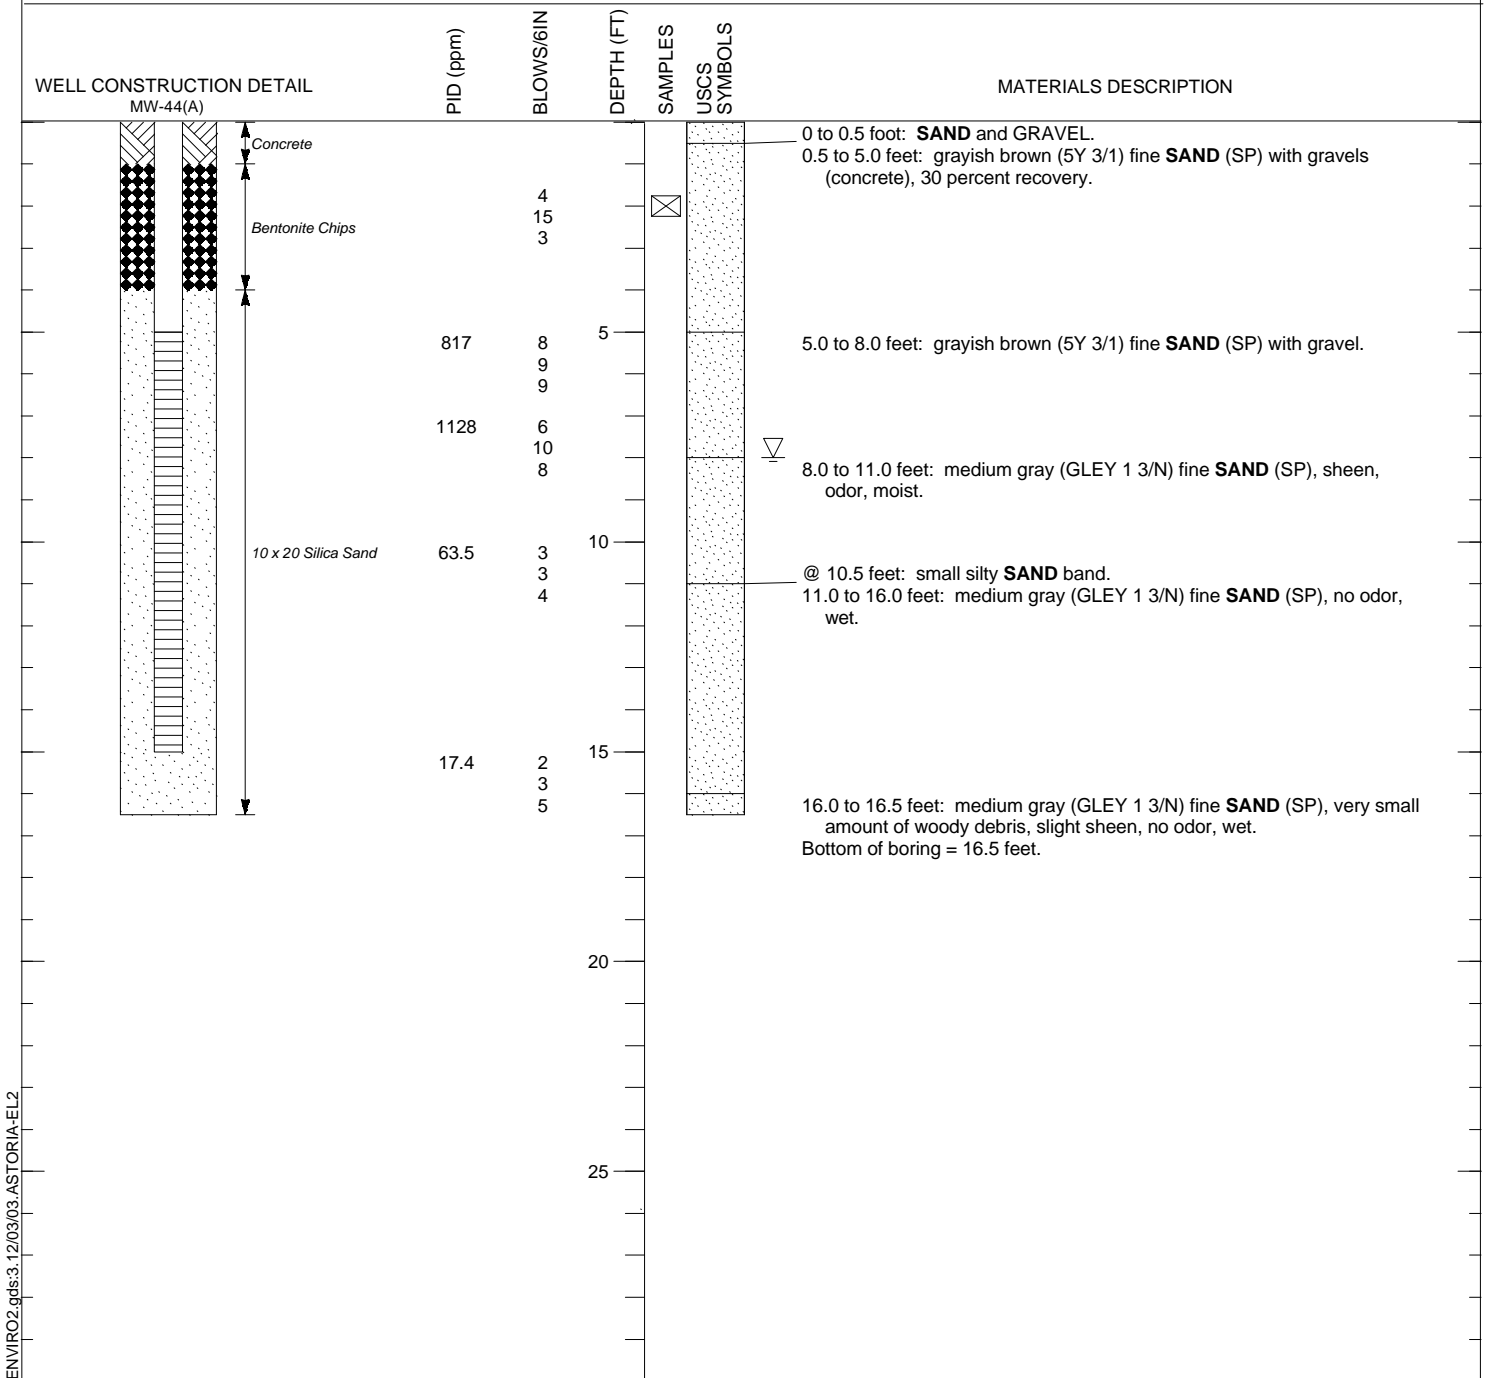 WELL CONSTRUCTION DETAIL
MW-44(A)
PID (ppm)
BLOWS/6IN
DEPTH (FT)
SAMPLES
USCS
SYMBOLS
MATERIALS DESCRIPTION
Concrete
0 to 0.5 foot: SAND and GRAVEL.
0.5 to 5.0 feet: grayish brown (5Y 3/1) fine SAND (SP) with gravels
(concrete), 30 percent recovery.
4
15
3
Bentonite Chips
5
817
8
9
9
5.0 to 8.0 feet: grayish brown (5Y 3/1) fine SAND (SP) with gravel.
1128
6
10
8
8.0 to 11.0 feet: medium gray (GLEY 1 3/N) fine SAND (SP), sheen,
odor, moist.
10
10 x 20 Silica Sand
63.5
3
3
4
@ 10.5 feet: small silty SAND band.
11.0 to 16.0 feet: medium gray (GLEY 1 3/N) fine SAND (SP), no odor,
wet.
15
17.4
2
3
5
16.0 to 16.5 feet: medium gray (GLEY 1 3/N) fine SAND (SP), very small
amount of woody debris, slight sheen, no odor, wet.
Bottom of boring = 16.5 feet.
20
25
ENVIRO2.gds:3.12/03/03.ASTORIA-EL2